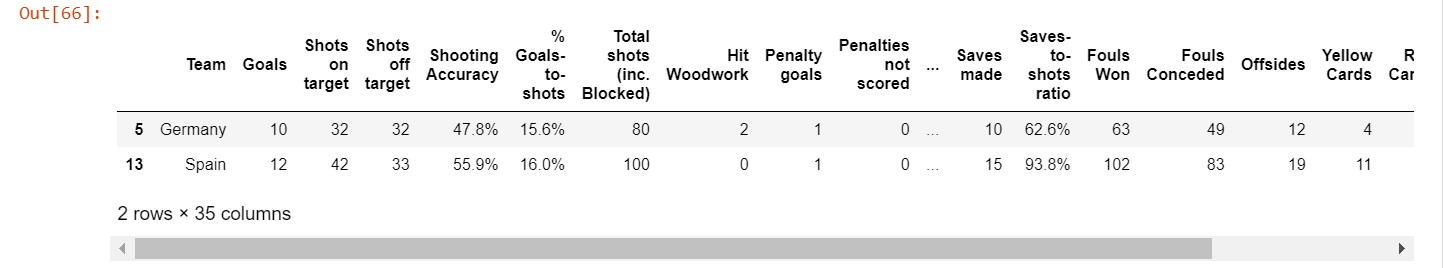 Out[66]:
Team Goals Shots on target Shots off target Shooting Accuracy % Goals-to-shots Total shots (inc. Blocked) Hit Woodwork Penalty goals Penalties not scored ... Saves made Saves-to-shots ratio Fouls Won Fouls Conceded Offsides Yellow Cards
5 Germany 10 32 32 47.8% 15.6% 80 2 1 0 ... 10 62.6% 63 49 12 4
13 Spain 12 42 33 55.9% 16.0% 100 0 1 0 ... 15 93.8% 102 83 19 11
2 rows × 35 columns